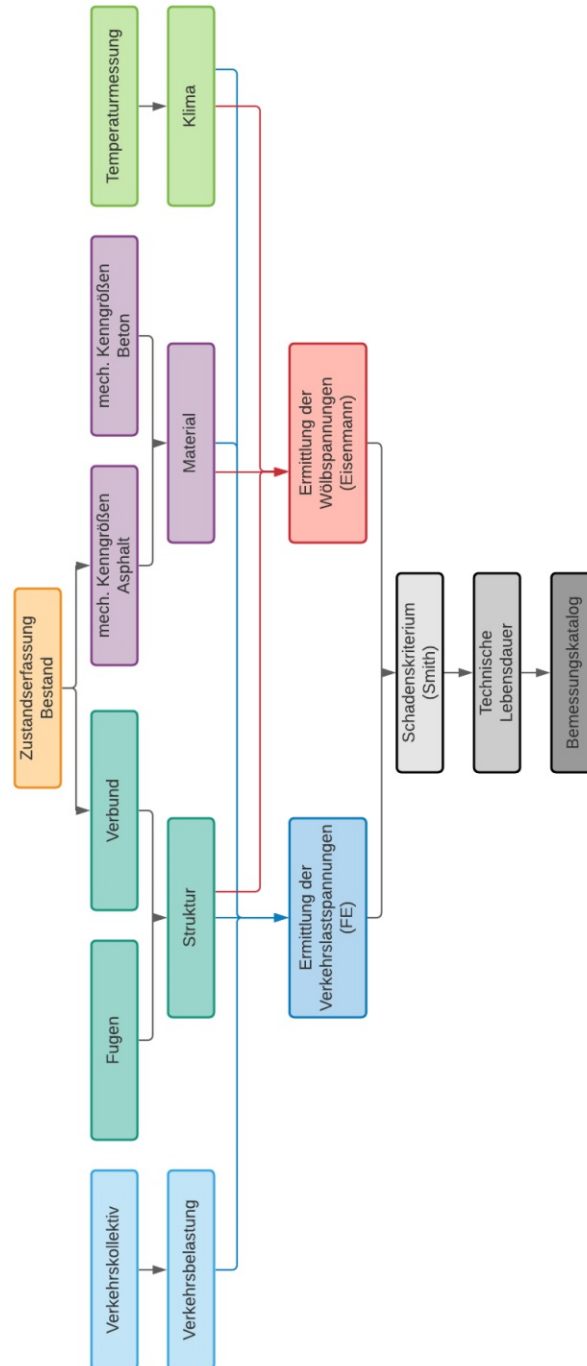 Zustandserfassung
Bestand
Verkehrskollektiv
Fugen
Verbund
mech. Kenngrößen
Asphalt
mech. Kenngrößen
Beton
Temperaturmessung
Verkehrsbelastung
Struktur
Material
Klima
Ermittlung der
Verkehrslastspannungen
(FE)
Ermittlung der
Wölbspannungen
(Eisenmann)
Schadenskriterium
(Smith)
Technische
Lebensdauer
Bemessungskatalog